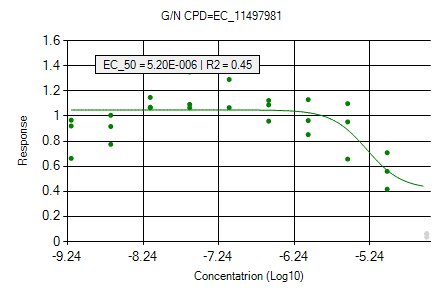 G/N CPD=EC_11497981
1.6
1.4
EC_50 = 5.20E-006 | R2 = 0.45
1.2
1
0.8
0.6
0.4
0.2
0
Response
-9.24 -8.24 -7.24 -6.24 -5.24
Concentatrion (Log10)